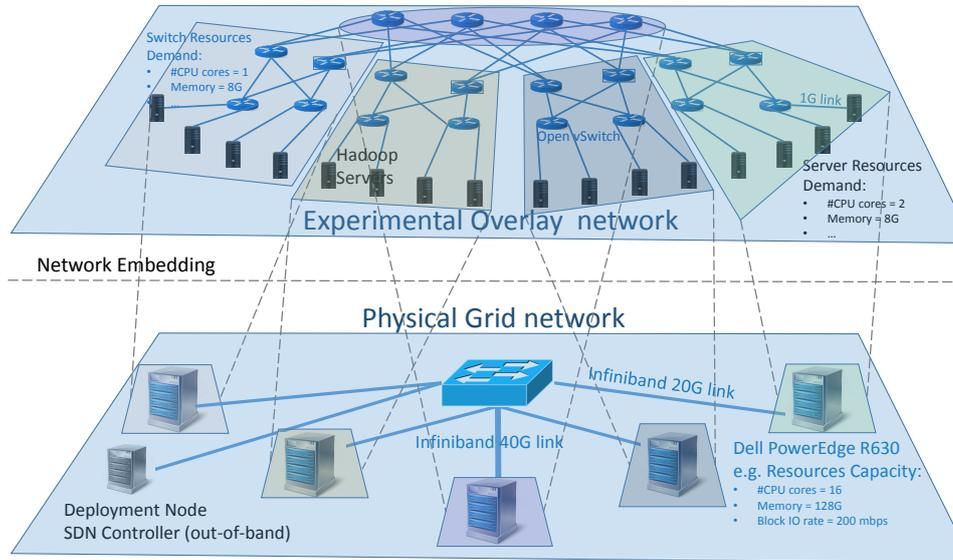 Switch Resources
Demand:
• #CPU cores = 1
• Memory = 8G
• ...
1G link
Open vSwitch
Hadoop
Servers
Server Resources
Demand:
• #CPU cores = 2
• Memory = 8G
• ...
Experimental Overlay network
Network Embedding
Physical Grid network
Infiniband 20G link
Infiniband 40G link
Dell PowerEdge R630
e.g. Resources Capacity:
• #CPU cores = 16
• Memory = 128G
• Block IO rate = 200 mbps
Deployment Node
SDN Controller (out-of-band)